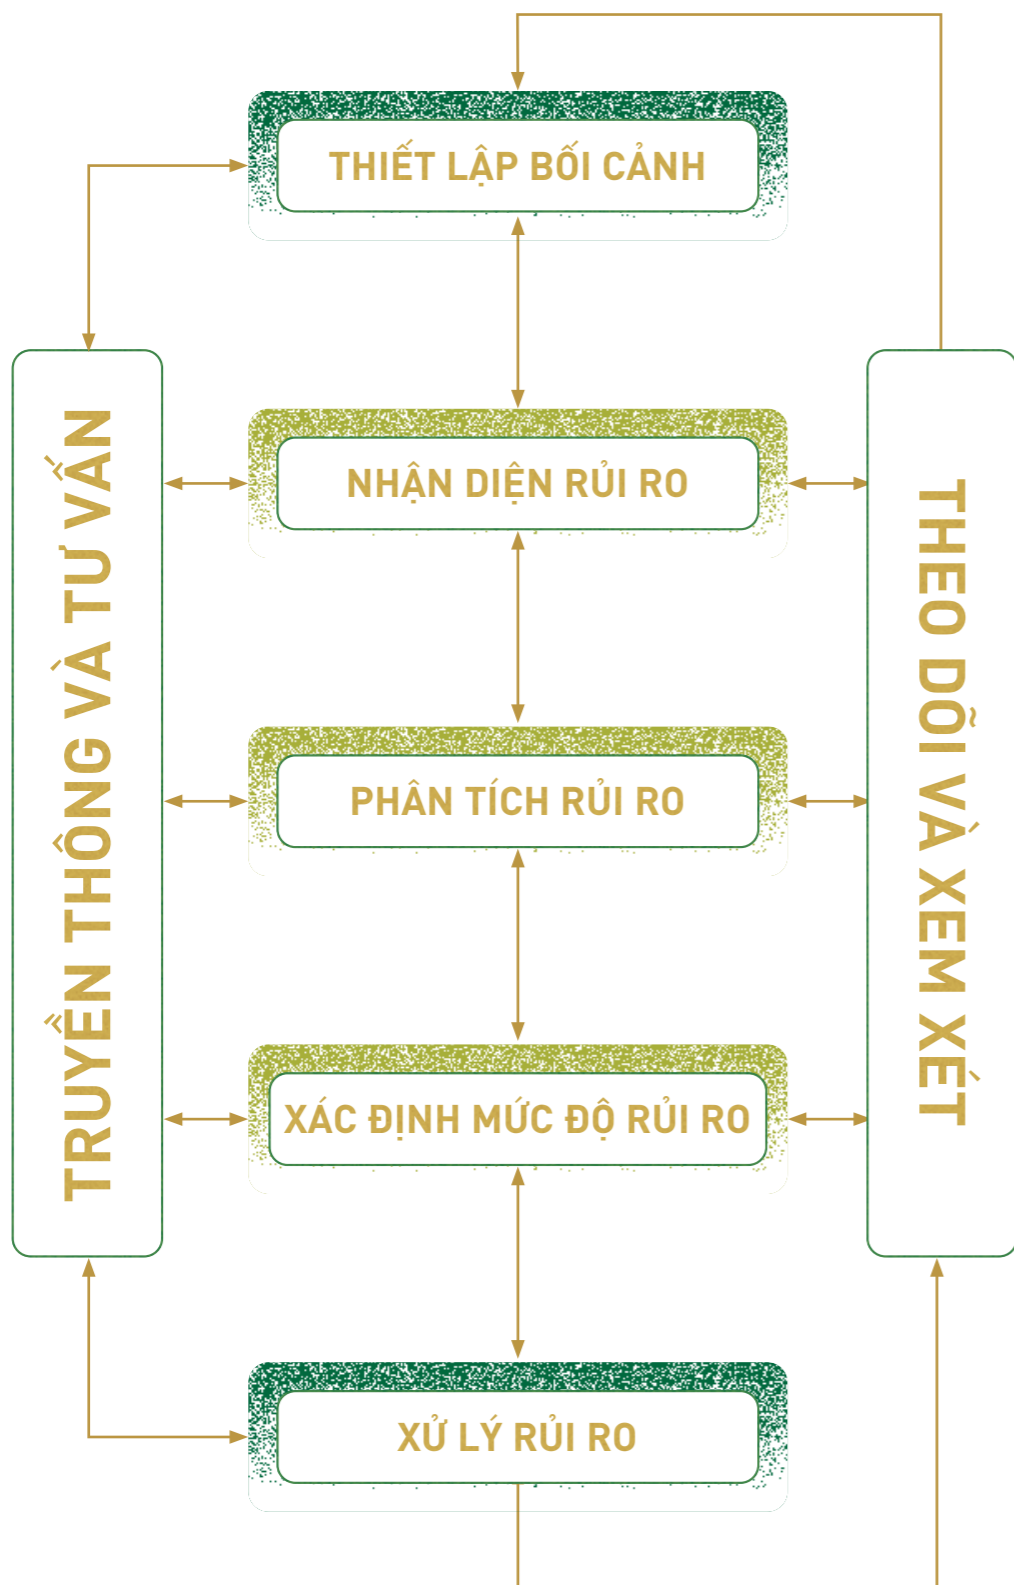 THIẾT LẬP BỐI CẢNH
TRUYỀN THÔNG VÀ TƯ VẤN
NHẬN DIỆN RỦI RO
THEO DÕI VÀ XEM XÉT
PHÂN TÍCH RỦI RO
XÁC ĐỊNH MỨC ĐỘ RỦI RO
XỬ LÝ RỦI RO